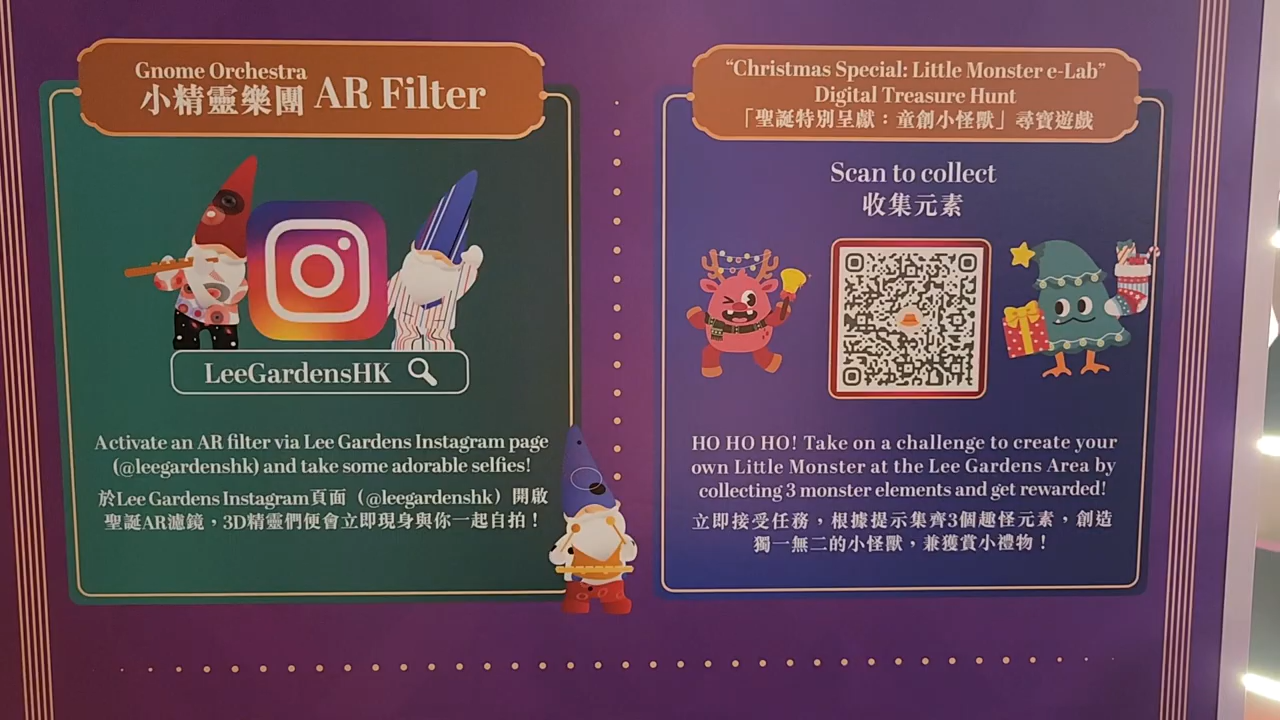 Gnome Orchestra
小精靈樂團 AR Filter
LeeGardensHK
Activate an AR filter via Lee Gardens Instagram page
(@leegardenshk) and take some adorable selfies!
於Lee Gardens Instagram頁面（@leegardenshk）開啟
聖誕AR濾鏡，3D精靈們便會立即現身與你一起自拍！
“Christmas Special: Little Monster e-Lab”
Digital Treasure Hunt
「聖誕特別呈獻：童創小怪獸」尋寶遊戲
Scan to collect
收集元素
HO HO HO! Take on a challenge to create your
own Little Monster at the Lee Gardens Area by
collecting 3 monster elements and get rewarded!
立即接受任務，根據提示集齊3個趣怪元素，創造
獨一無二的小怪獸，兼獲賞小禮物！